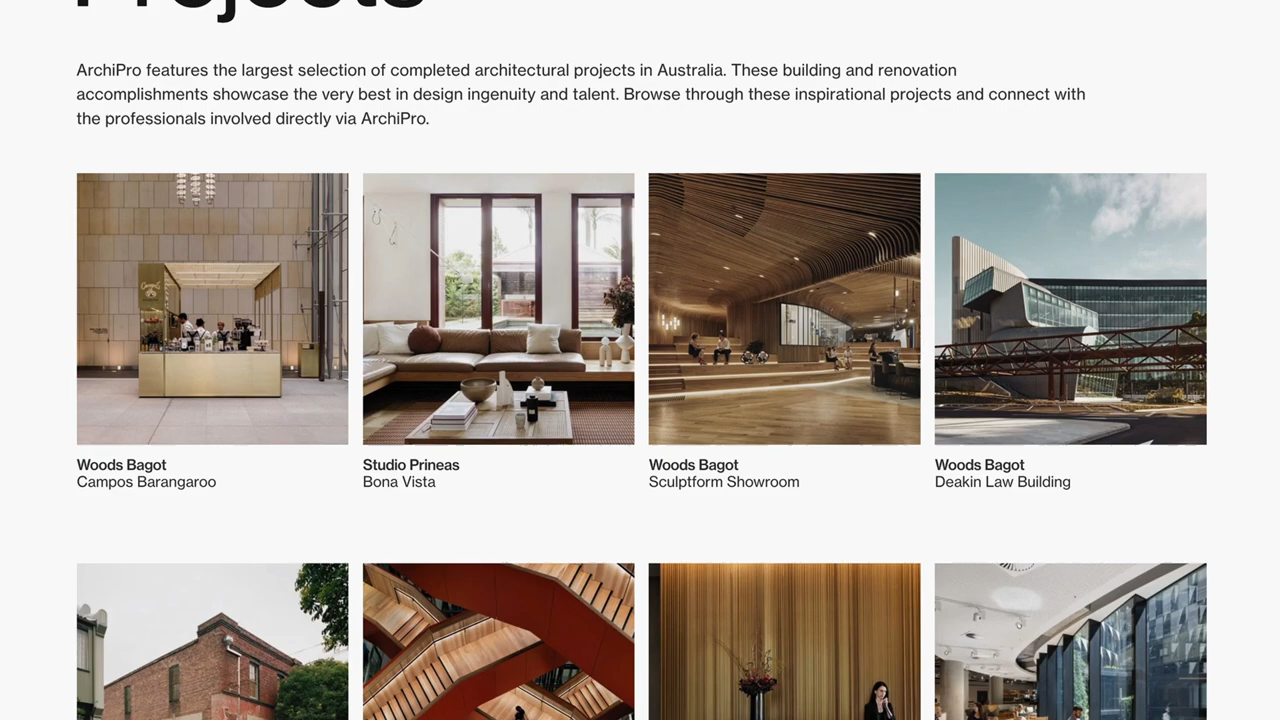 Projects
ArchiPro features the largest selection of completed architectural projects in Australia. These building and renovation
accomplishments showcase the very best in design ingenuity and talent. Browse through these inspirational projects and connect with
the professionals involved directly via ArchiPro.
Woods Bagot
Campos Barangaroo
Studio Prineas
Bona Vista
Woods Bagot
Sculptform Showroom
Woods Bagot
Deakin Law Building